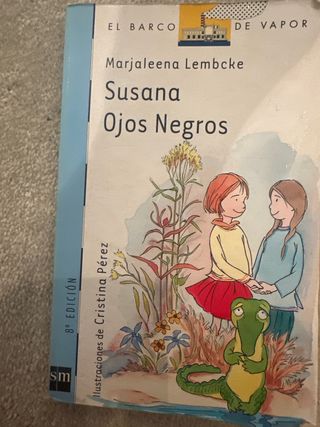 EL BARCO DE VAPOR
Marjaleena Lembcke
Susana
Ojos Negros
8ª EDICIÓN
Ilustraciones de Cristina Pérez
sm